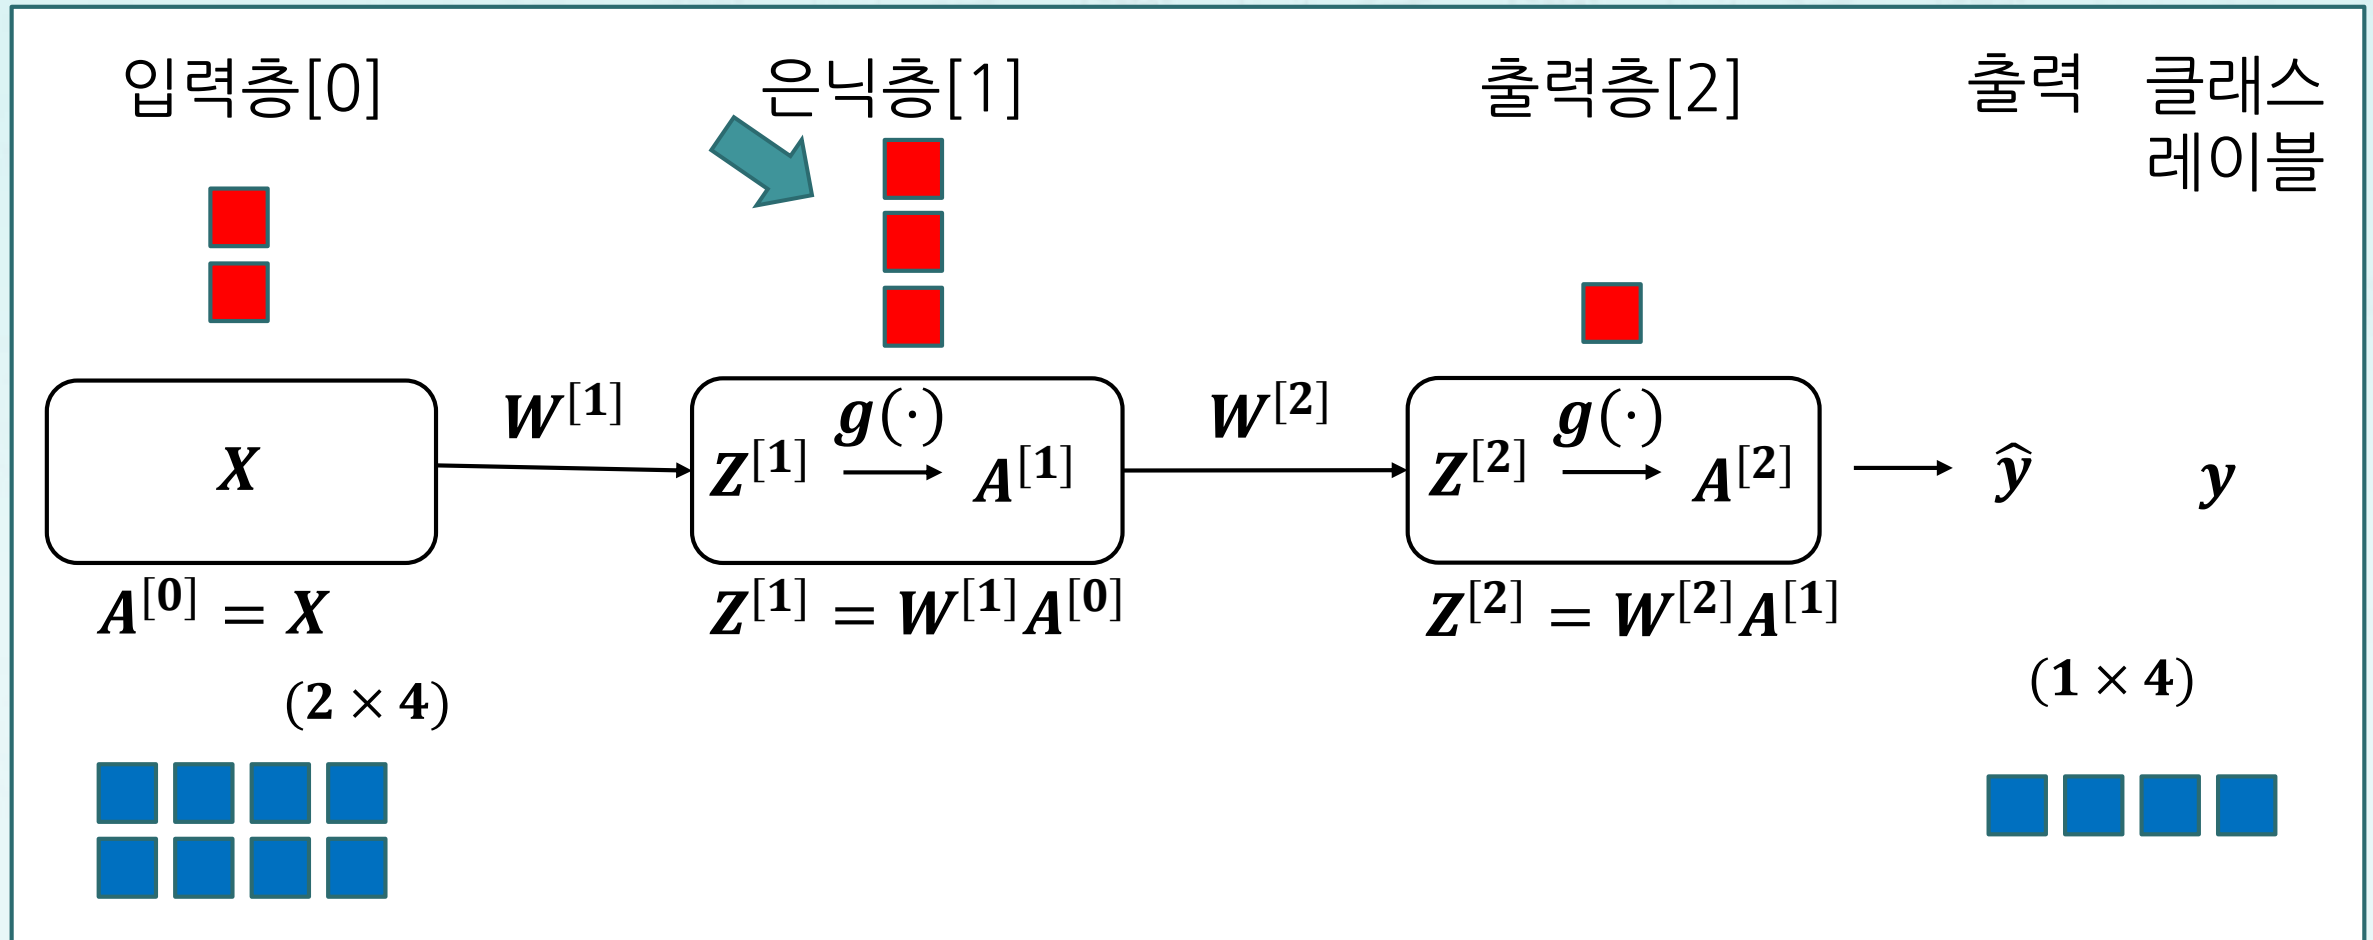 입력층[0] 은닉층[1] 출력층[2] 출력 클래스
레이블
W^[1] g(·) W^[2] g(·)
X Z^[1] A^[1] Z^[2] A^[2] ŷ y
A^[0] = X Z^[1] = W^[1]A^[0] Z^[2] = W^[2]A^[1]
(2 × 4) (1 × 4)